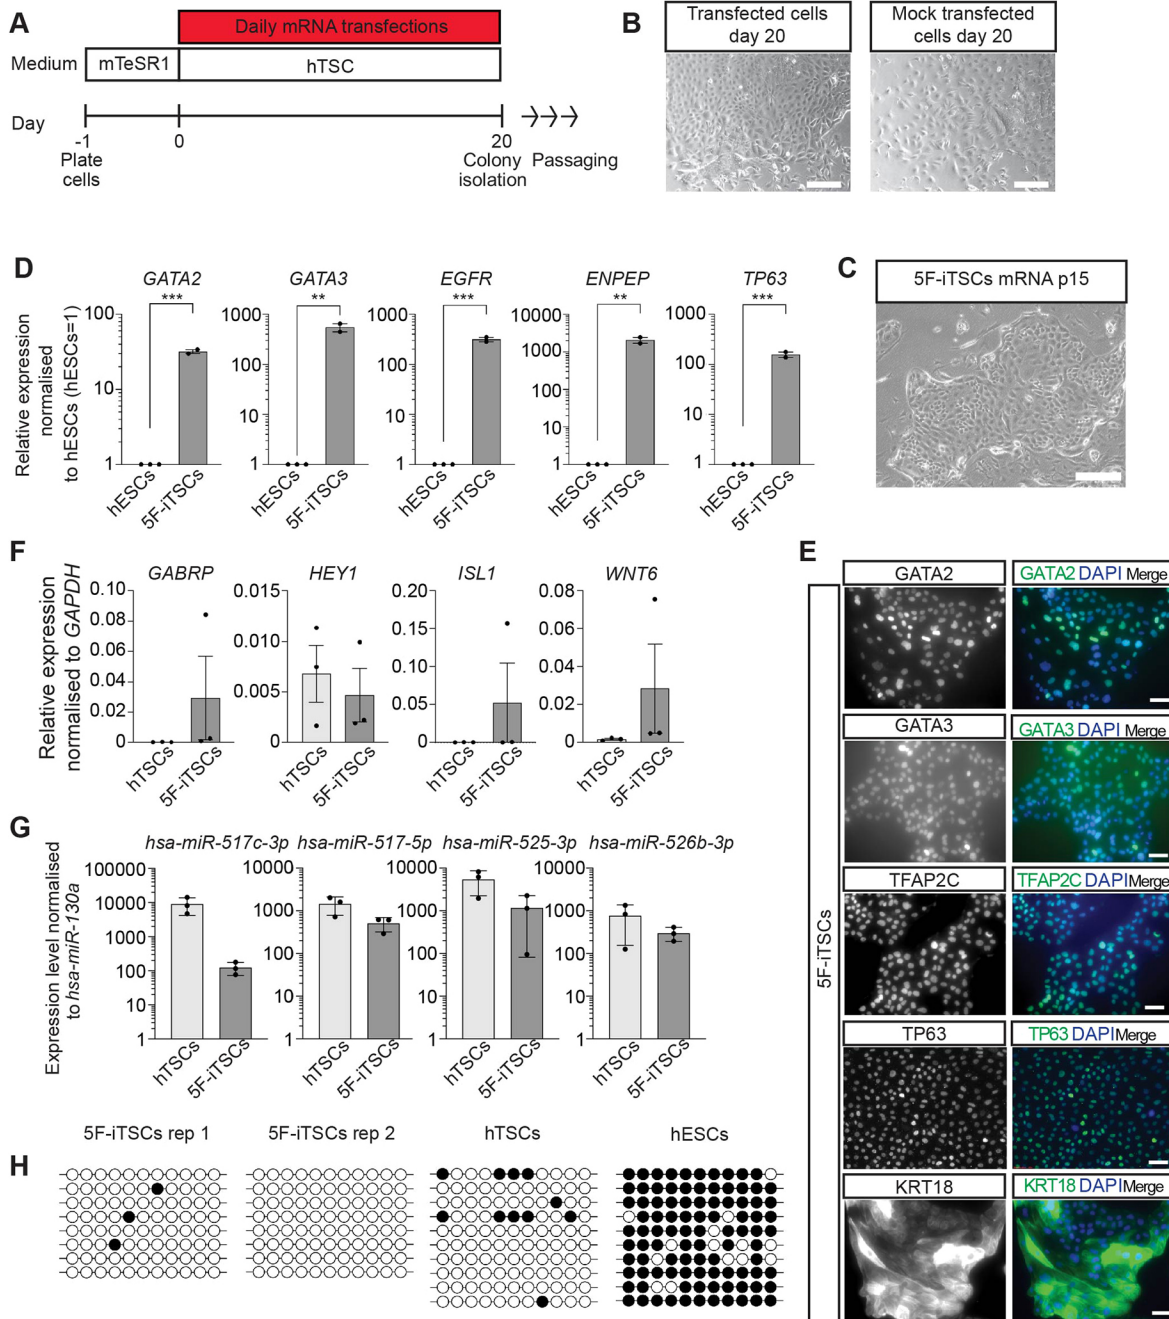 A
Daily mRNA transfections
Medium
mTeSR1
hTSC
Day
-1
0
20
Plate
cells
Colony
isolation
Passaging
B
Transfected cells
day 20
Mock transfected
cells day 20
D
GATA2
GATA3
EGFR
ENPEP
TP63
Relative expression
normalised
to hESCs (hESCs=1)
100
10
1
***
hESCs
5F-iTSCs
1000
100
10
1
**
hESCs
5F-iTSCs
1000
100
10
1
***
hESCs
5F-iTSCs
10000
1000
100
10
1
**
hESCs
5F-iTSCs
1000
100
10
1
***
hESCs
5F-iTSCs
C
5F-iTSCs mRNA p15
F
GABRP
HEY1
ISL1
WNT6
Relative expression
normalised to GAPDH
0.10
0.08
0.06
0.04
0.02
0
hTSCs
5F-iTSCs
0.015
0.010
0.005
0
hTSCs
5F-iTSCs
0.20
0.15
0.10
0.05
0
hTSCs
5F-iTSCs
0.08
0.06
0.04
0.02
0
hTSCs
5F-iTSCs
E
5F-iTSCs
GATA2
GATA2 DAPI Merge
GATA3
GATA3 DAPI Merge
TFAP2C
TFAP2C DAPI Merge
TP63
TP63 DAPI Merge
KRT18
KRT18 DAPI Merge
G
hsa-miR-517c-3p
hsa-miR-517-5p
hsa-miR-525-3p
hsa-miR-526b-3p
Expression level normalised
to hsa-miR-130a
100000
10000
1000
100
10
1
hTSCs
5F-iTSCs
10000
1000
100
10
1
hTSCs
5F-iTSCs
10000
1000
100
10
1
hTSCs
5F-iTSCs
10000
1000
100
10
1
hTSCs
5F-iTSCs
H
5F-iTSCs rep 1
5F-iTSCs rep 2
hTSCs
hESCs